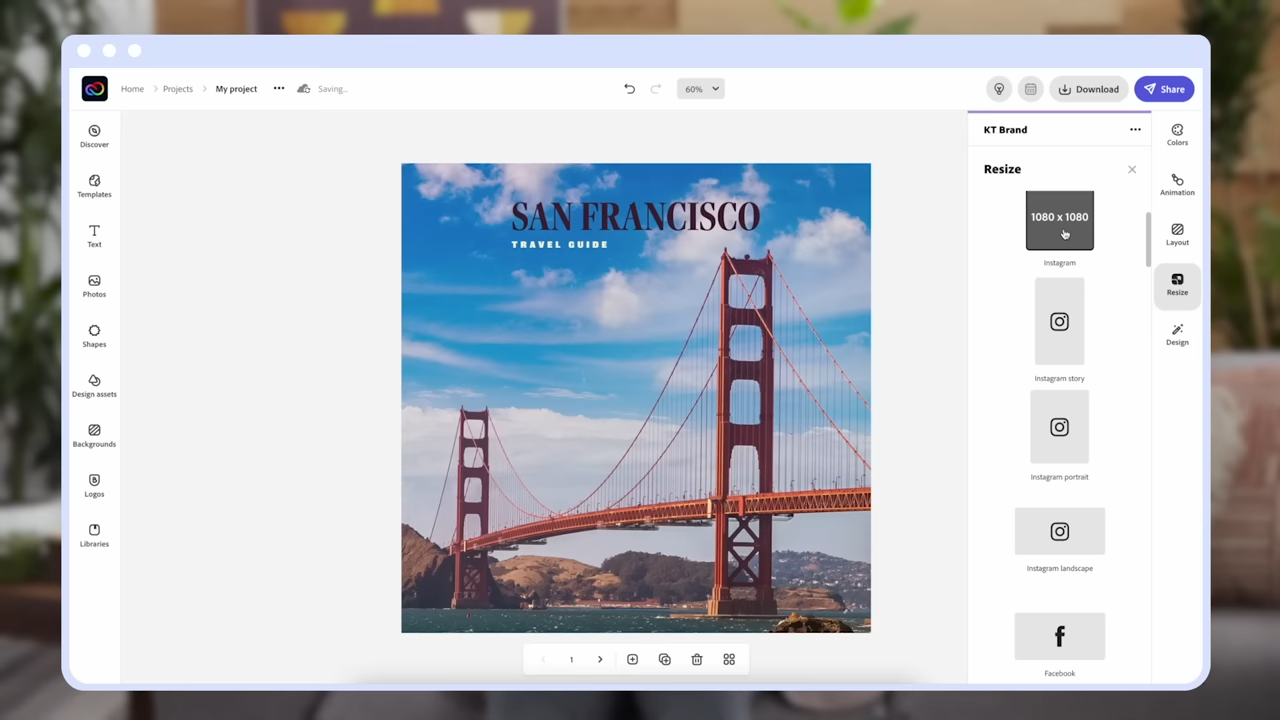 Home
Projects
My project
Saving...
60%
Download
Share
Discover
Templates
Text
Photos
Shapes
Design assets
Backgrounds
Logos
Libraries
SAN FRANCISCO
TRAVEL GUIDE
1
KT Brand
Resize
1080 x 1080
Instagram
Instagram story
Instagram portrait
Instagram landscape
Facebook
Colors
Animation
Layout
Resize
Design